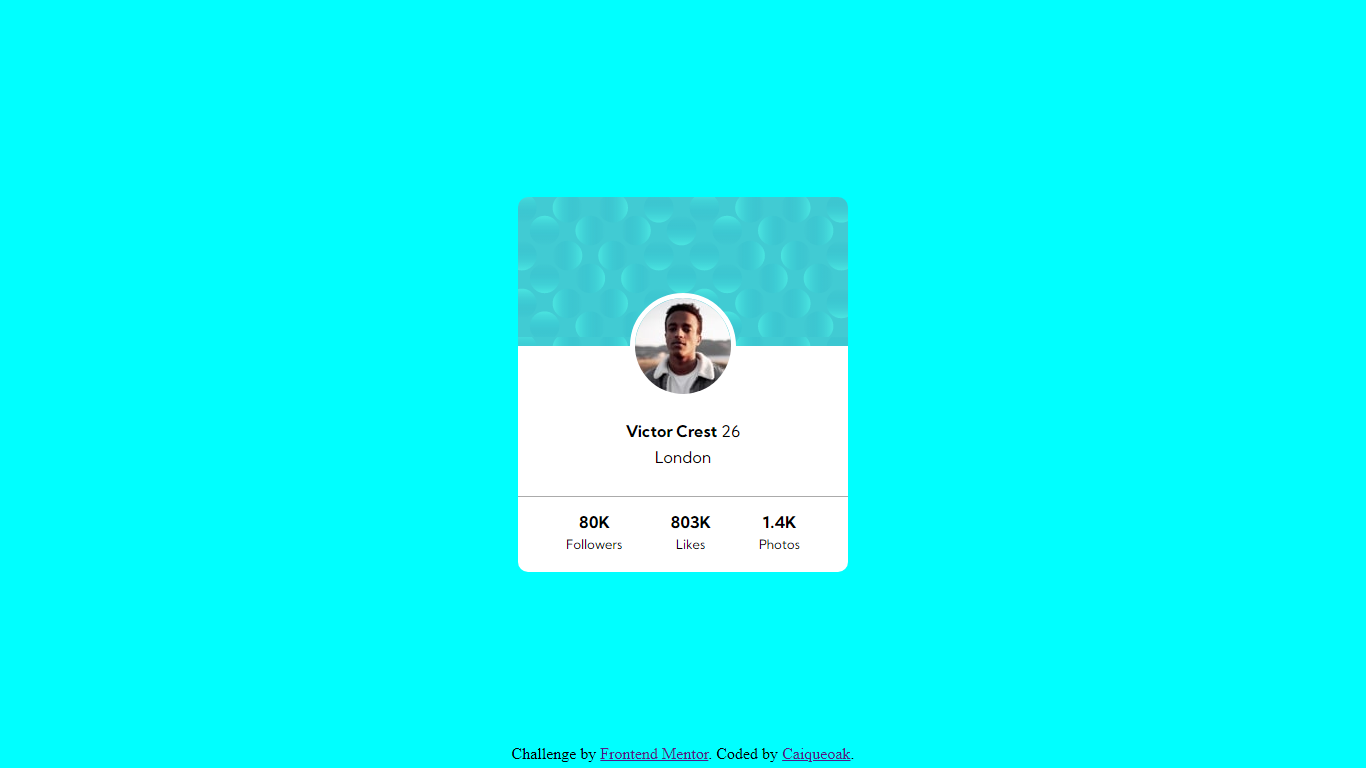 Victor Crest 26
London
80K 803K 1.4K
Followers Likes Photos
Challenge by Frontend Mentor. Coded by Caiqueoak.